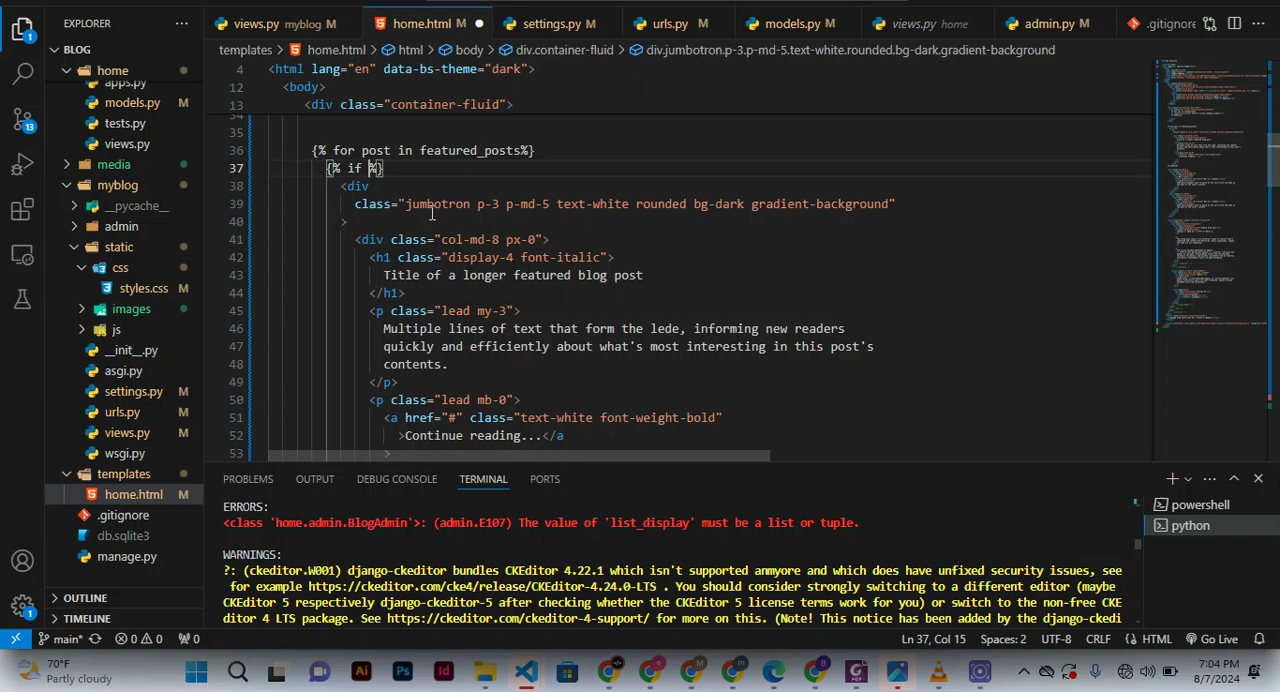 EXPLORER
views.py myblog M
home.html M
settings.py M
urls.py M
models.py M
views.py home
admin.py M
.gitignore
BLOG
home
apps.py
models.py M
tests.py
views.py
media
myblog
__pycache__
admin
static
css
styles.css M
images
js
__init__.py
asgi.py
settings.py M
urls.py M
views.py M
wsgi.py
templates
home.html M
.gitignore
db.sqlite3
manage.py
OUTLINE
TIMELINE
templates > home.html > html > body > div.container-fluid > div.jumbotron.p-3.p-md-5.text-white.rounded.bg-dark.gradient-background
4 <html lang="en" data-bs-theme="dark">
12 <body>
13 <div class="container-fluid">
34
35
36 {% for post in featured_posts%}
37 {% if %}
38 <div
39 class="jumbotron p-3 p-md-5 text-white rounded bg-dark gradient-background"
40 >
41 <div class="col-md-8 px-0">
42 <h1 class="display-4 font-italic">
43 Title of a longer featured blog post
44 </h1>
45 <p class="lead my-3">
46 Multiple lines of text that form the lede, informing new readers
47 quickly and efficiently about what's most interesting in this post's
48 contents.
49 </p>
50 <p class="lead mb-0">
51 <a href="#" class="text-white font-weight-bold"
52 >Continue reading...</a
53 >
PROBLEMS OUTPUT DEBUG CONSOLE TERMINAL PORTS
ERRORS:
<class 'home.admin.BlogAdmin'>: (admin.E107) The value of 'list_display' must be a list or tuple.
WARNINGS:
?: (ckeditor.W001) django-ckeditor bundles CKEditor 4.22.1 which isn't supported anmyore and which does have unfixed security issues, see
for example https://ckeditor.com/cke4/release/CKEditor-4.24.0-LTS . You should consider strongly switching to a different editor (maybe
CKEditor 5 respectively django-ckeditor-5 after checking whether the CKEditor 5 license terms work for you) or switch to the non-free CKE
ditor 4 LTS package. See https://ckeditor.com/ckeditor-4-support/ for more on this. (Note! This notice has been added by the django-ckedi
powershell
python
main* 0 0 0 Ln 37, Col 15 Spaces: 2 UTF-8 CRLF HTML Go Live
70°F
Partly cloudy
7:04 PM
8/7/2024